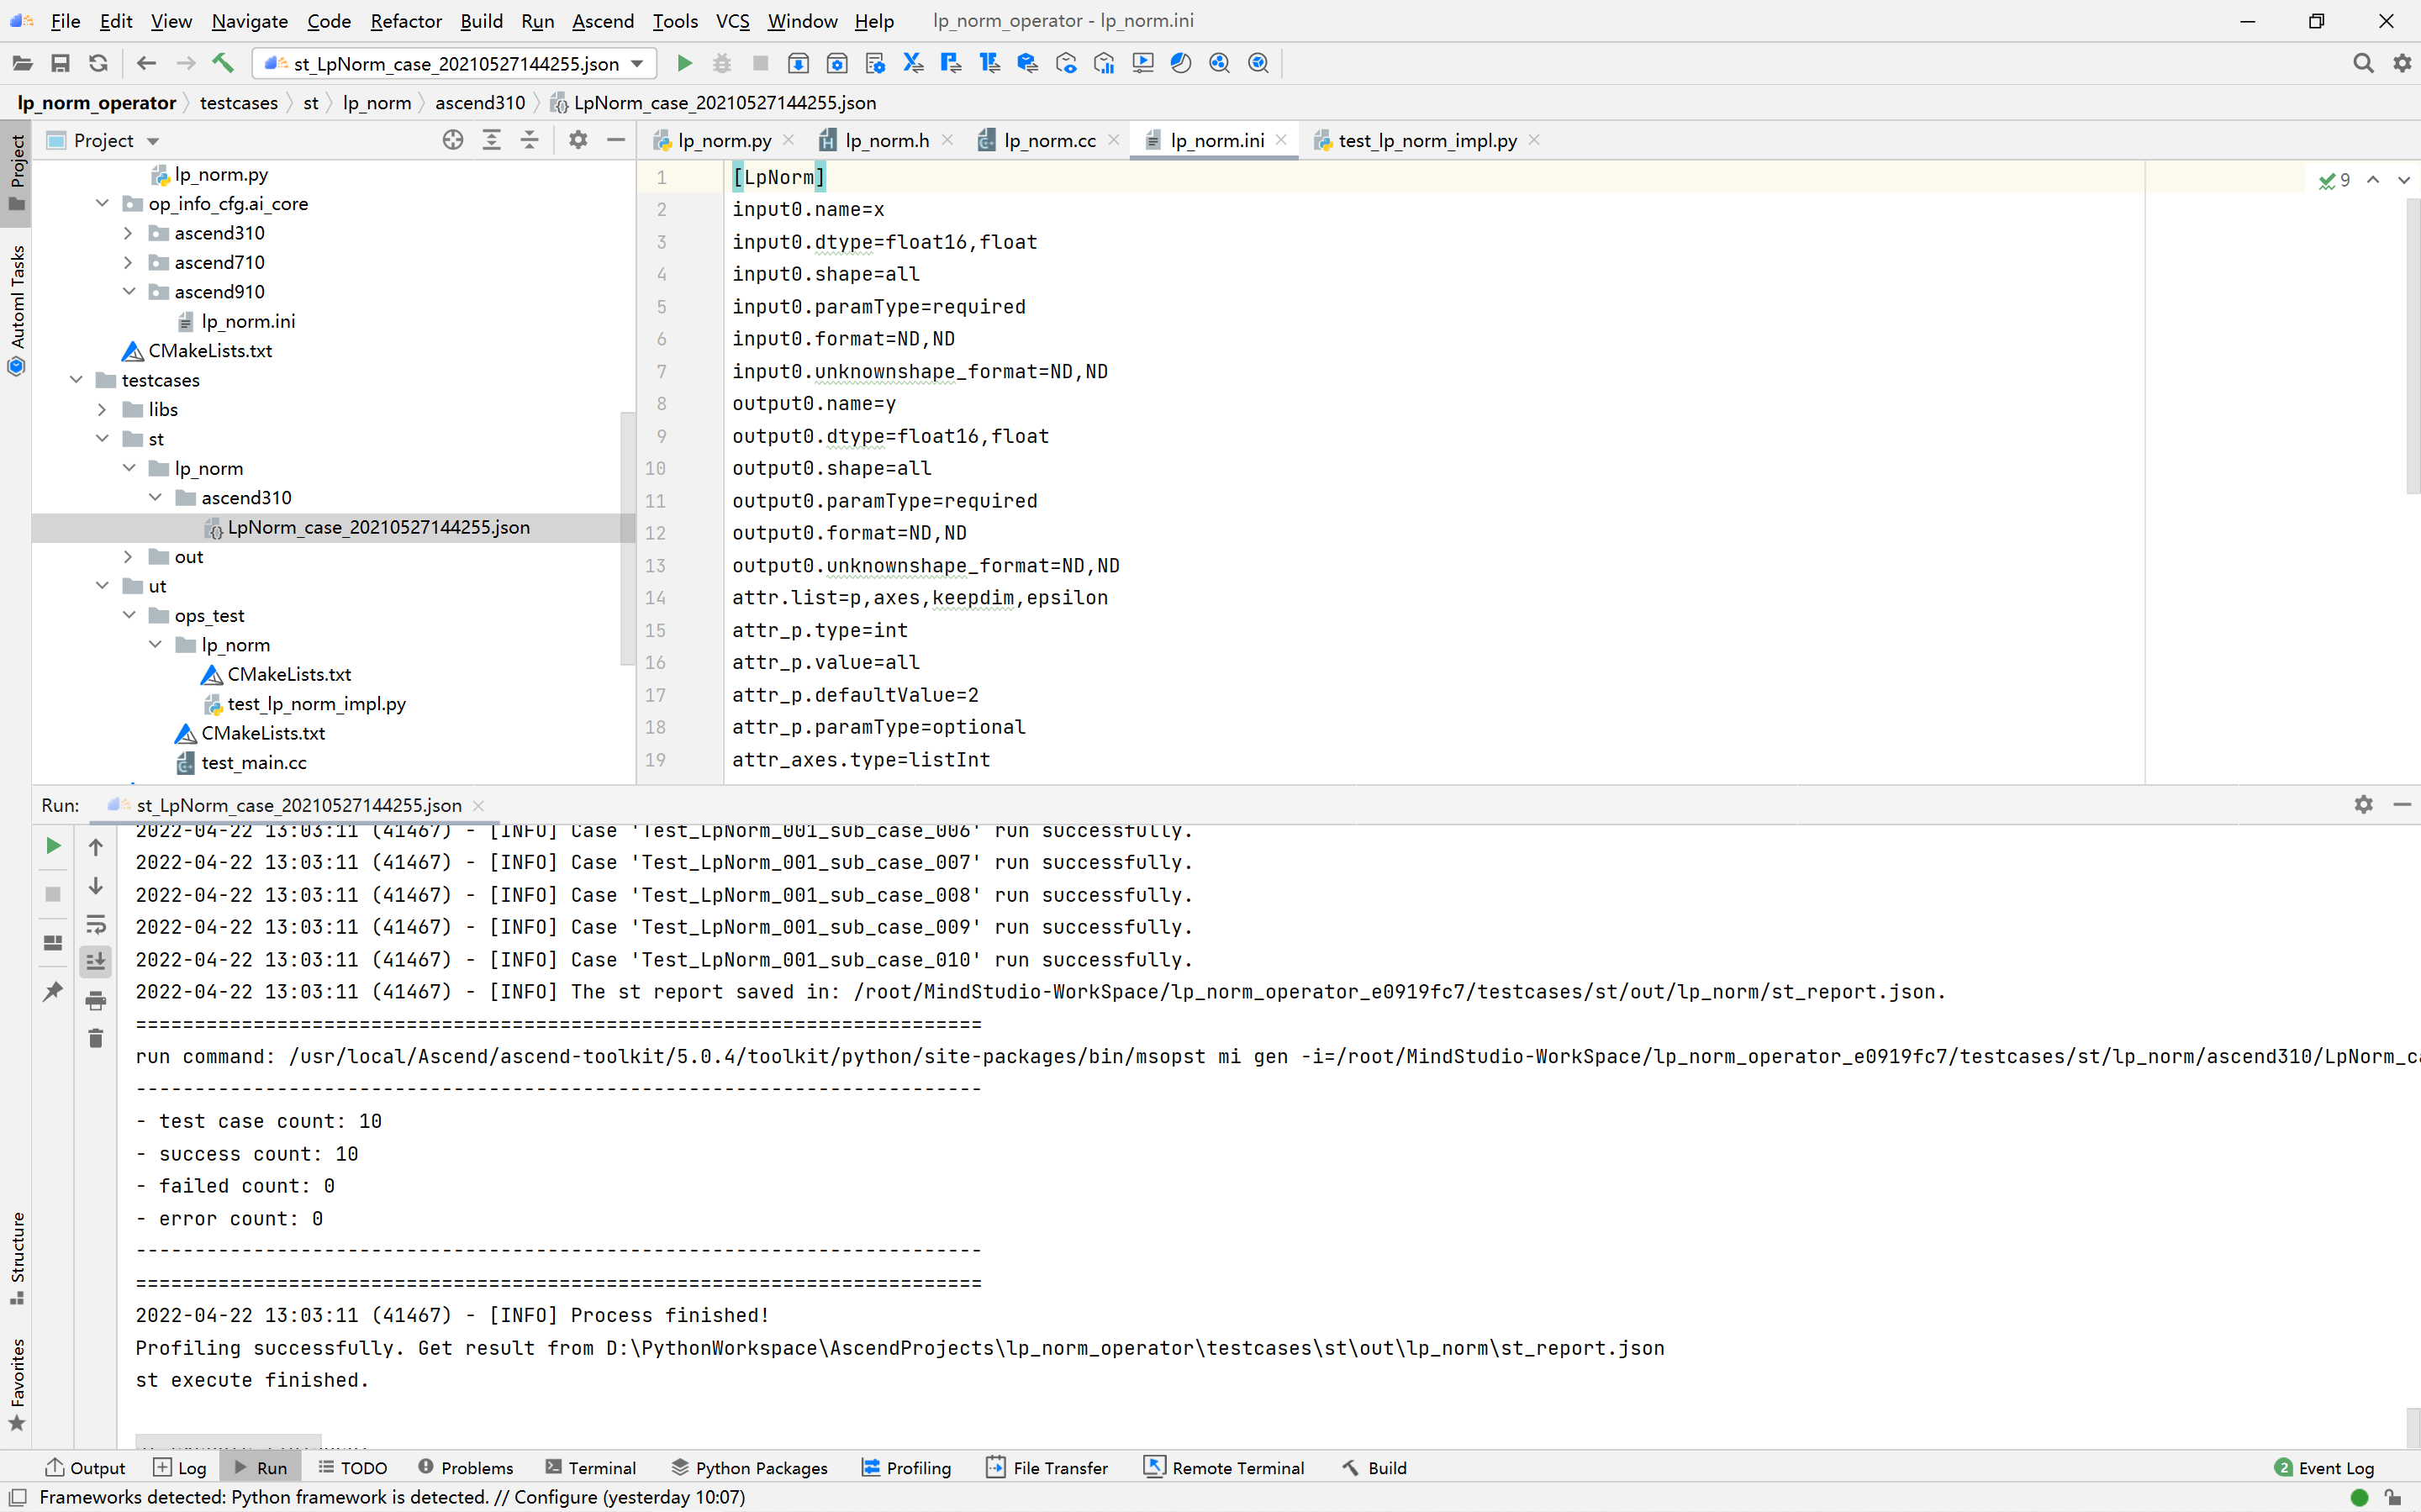 File Edit View Navigate Code Refactor Build Run Ascend Tools VCS Window Help lp_norm_operator - lp_norm.ini
st_LpNorm_case_20210527144255.json
lp_norm_operator testcases st lp_norm ascend310 LpNorm_case_20210527144255.json
Project
lp_norm.py lp_norm.h lp_norm.cc lp_norm.ini test_lp_norm_impl.py
Project
Automl Tasks
Structure
Favorites
lp_norm.py
op_info_cfg.ai_core
ascend310
ascend710
ascend910
lp_norm.ini
CMakeLists.txt
testcases
libs
st
lp_norm
ascend310
LpNorm_case_20210527144255.json
out
ut
ops_test
lp_norm
CMakeLists.txt
test_lp_norm_impl.py
CMakeLists.txt
test_main.cc
9
1 [LpNorm]
2 input0.name=x
3 input0.dtype=float16,float
4 input0.shape=all
5 input0.paramType=required
6 input0.format=ND,ND
7 input0.unknownshape_format=ND,ND
8 output0.name=y
9 output0.dtype=float16,float
10 output0.shape=all
11 output0.paramType=required
12 output0.format=ND,ND
13 output0.unknownshape_format=ND,ND
14 attr.list=p,axes,keepdim,epsilon
15 attr_p.type=int
16 attr_p.value=all
17 attr_p.defaultValue=2
18 attr_p.paramType=optional
19 attr_axes.type=listInt
Run: st_LpNorm_case_20210527144255.json
2022-04-22 13:03:11 (41467) - [INFO] Case 'Test_LpNorm_001_sub_case_006' run successfully.
2022-04-22 13:03:11 (41467) - [INFO] Case 'Test_LpNorm_001_sub_case_007' run successfully.
2022-04-22 13:03:11 (41467) - [INFO] Case 'Test_LpNorm_001_sub_case_008' run successfully.
2022-04-22 13:03:11 (41467) - [INFO] Case 'Test_LpNorm_001_sub_case_009' run successfully.
2022-04-22 13:03:11 (41467) - [INFO] Case 'Test_LpNorm_001_sub_case_010' run successfully.
2022-04-22 13:03:11 (41467) - [INFO] The st report saved in: /root/MindStudio-WorkSpace/lp_norm_operator_e0919fc7/testcases/st/out/lp_norm/st_report.json.
========================================================================
run command: /usr/local/Ascend/ascend-toolkit/5.0.4/toolkit/python/site-packages/bin/msopst mi gen -i=/root/MindStudio-WorkSpace/lp_norm_operator_e0919fc7/testcases/st/lp_norm/ascend310/LpNorm_ca
------------------------------------------------------------------------
- test case count: 10
- success count: 10
- failed count: 0
- error count: 0
------------------------------------------------------------------------
========================================================================
2022-04-22 13:03:11 (41467) - [INFO] Process finished!
Profiling successfully. Get result from D:\PythonWorkspace\AscendProjects\lp_norm_operator\testcases\st\out\lp_norm\st_report.json
st execute finished.
Output Log Run TODO Problems Terminal Python Packages Profiling File Transfer Remote Terminal Build 2 Event Log
Frameworks detected: Python framework is detected. // Configure (yesterday 10:07)